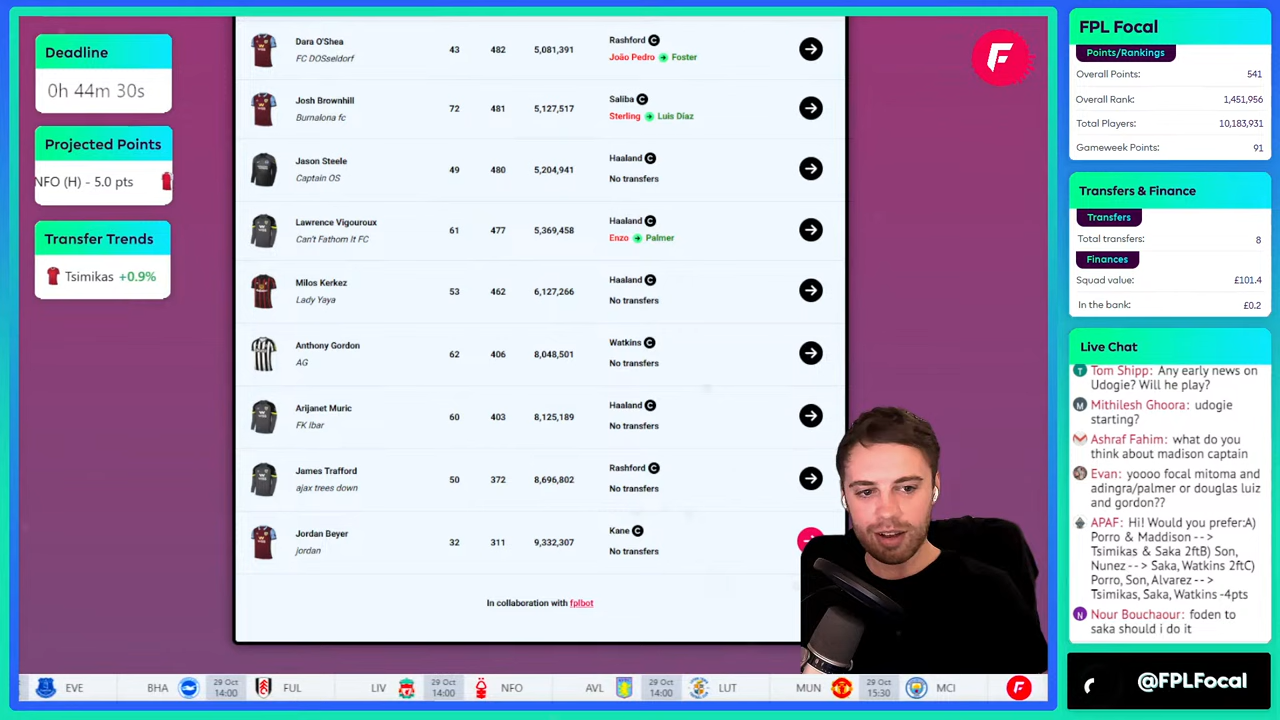 Deadline
0h 44m 30s
Projected Points
NFO (H) - 5.0 pts
Transfer Trends
Tsimikas +0.9%
Dara O'Shea
FC DOSseldorf
43 482 5,081,391
Rashford C
João Pedro Foster
Josh Brownhill
Burnalona fc
72 481 5,127,517
Saliba C
Sterling Luis Díaz
Jason Steele
Captain OS
49 480 5,204,941
Haaland C
No transfers
Lawrence Vigouroux
Can't Fathom It FC
61 477 5,369,458
Haaland C
Enzo Palmer
Milos Kerkez
Lady Yaya
53 462 6,127,266
Haaland C
No transfers
Anthony Gordon
AG
62 406 8,048,501
Watkins C
No transfers
Arijanet Muric
FK Ibar
60 403 8,125,189
Haaland C
No transfers
James Trafford
ajax trees down
50 372 8,696,802
Rashford C
No transfers
Jordan Beyer
jordan
32 311 9,332,307
Kane C
No transfers
In collaboration with fplbot
F
FPL Focal
Points/Rankings
Overall Points: 541
Overall Rank: 1,451,956
Total Players: 10,183,931
Gameweek Points: 91
Transfers & Finance
Transfers
Total transfers: 8
Finances
Squad value: £101.4
In the bank: £0.2
Live Chat
T Tom Shipp: Any early news on
Udogie? Will he play?
M Mithilesh Ghoora: udogie
starting?
Ashraf Fahim: what do you
think about madison captain
Evan: yoooo focal mitoma and
adingra/palmer or douglas luiz
and gordon??
APAF: Hi! Would you prefer:A)
Porro & Maddison -->
Tsimikas & Saka 2ftB) Son,
Nunez --> Saka, Watkins 2ftC)
Porro, Son, Alvarez -->
Tsimikas, Saka, Watkins -4pts
N Nour Bouchaour: foden to
saka should i do it
@FPLFocal
EVE BHA 29 Oct 14:00 FUL LIV 29 Oct 14:00 NFO AVL 29 Oct 14:00 LUT MUN 29 Oct 15:30 MCI F